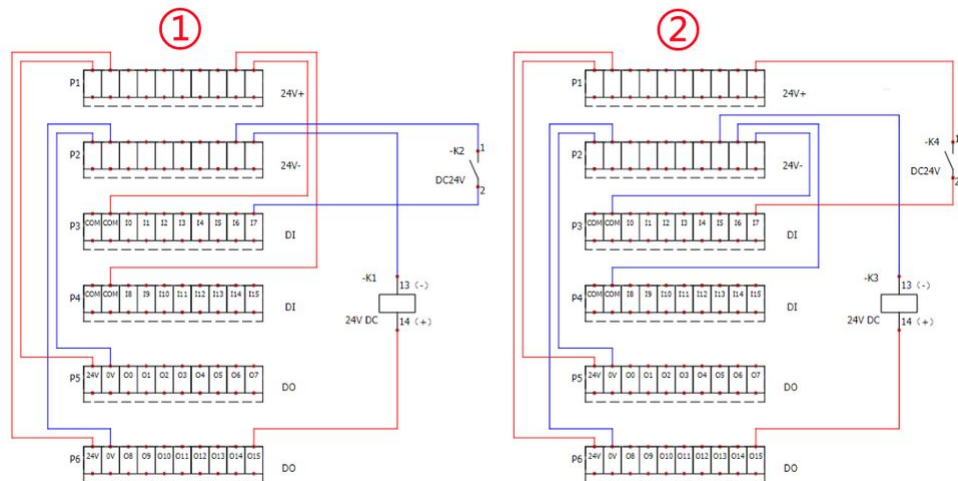 ① ②
P1 24V+ P1 24V+
P2 24V- P2 24V-
-K2 1 -K4 1
DC24V DC24V
2 2
P3 COM COM I0 I1 I2 I3 I4 I5 I6 I7 DI P3 COM COM I0 I1 I2 I3 I4 I5 I6 I7 DI
-K1 13 (-) -K3 13 (-)
P4 COM COM I8 I9 I10 I11 I12 I13 I14 I15 DI P4 COM COM I8 I9 I10 I11 I12 I13 I14 I15 DI
24V DC 14 (+) 24V DC 14 (+)
P5 24V 0V O0 O1 O2 O3 O4 O5 O6 O7 DO P5 24V 0V O0 O1 O2 O3 O4 O5 O6 O7 DO
P6 24V 0V O8 O9 O10 O11 O12 O13 O14 O15 DO P6 24V 0V O8 O9 O10 O11 O12 O13 O14 O15 DO